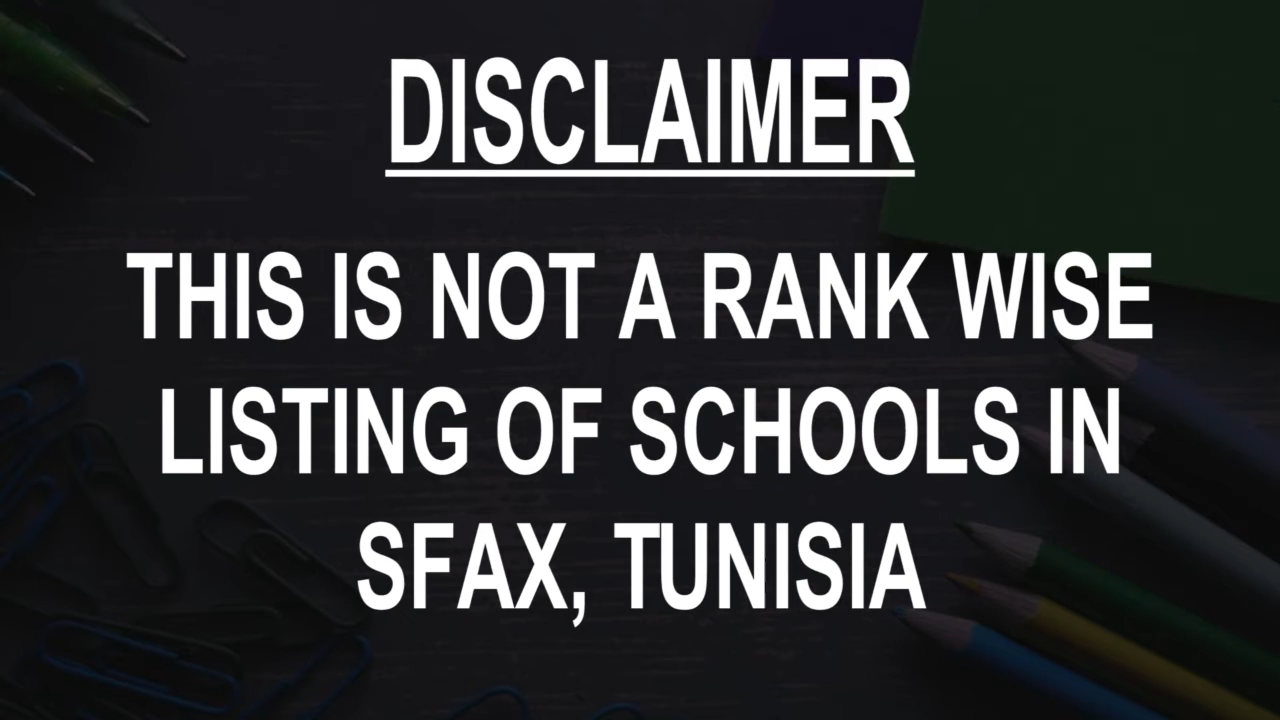 DISCLAIMER
THIS IS NOT A RANK WISE
LISTING OF SCHOOLS IN
SFAX, TUNISIA